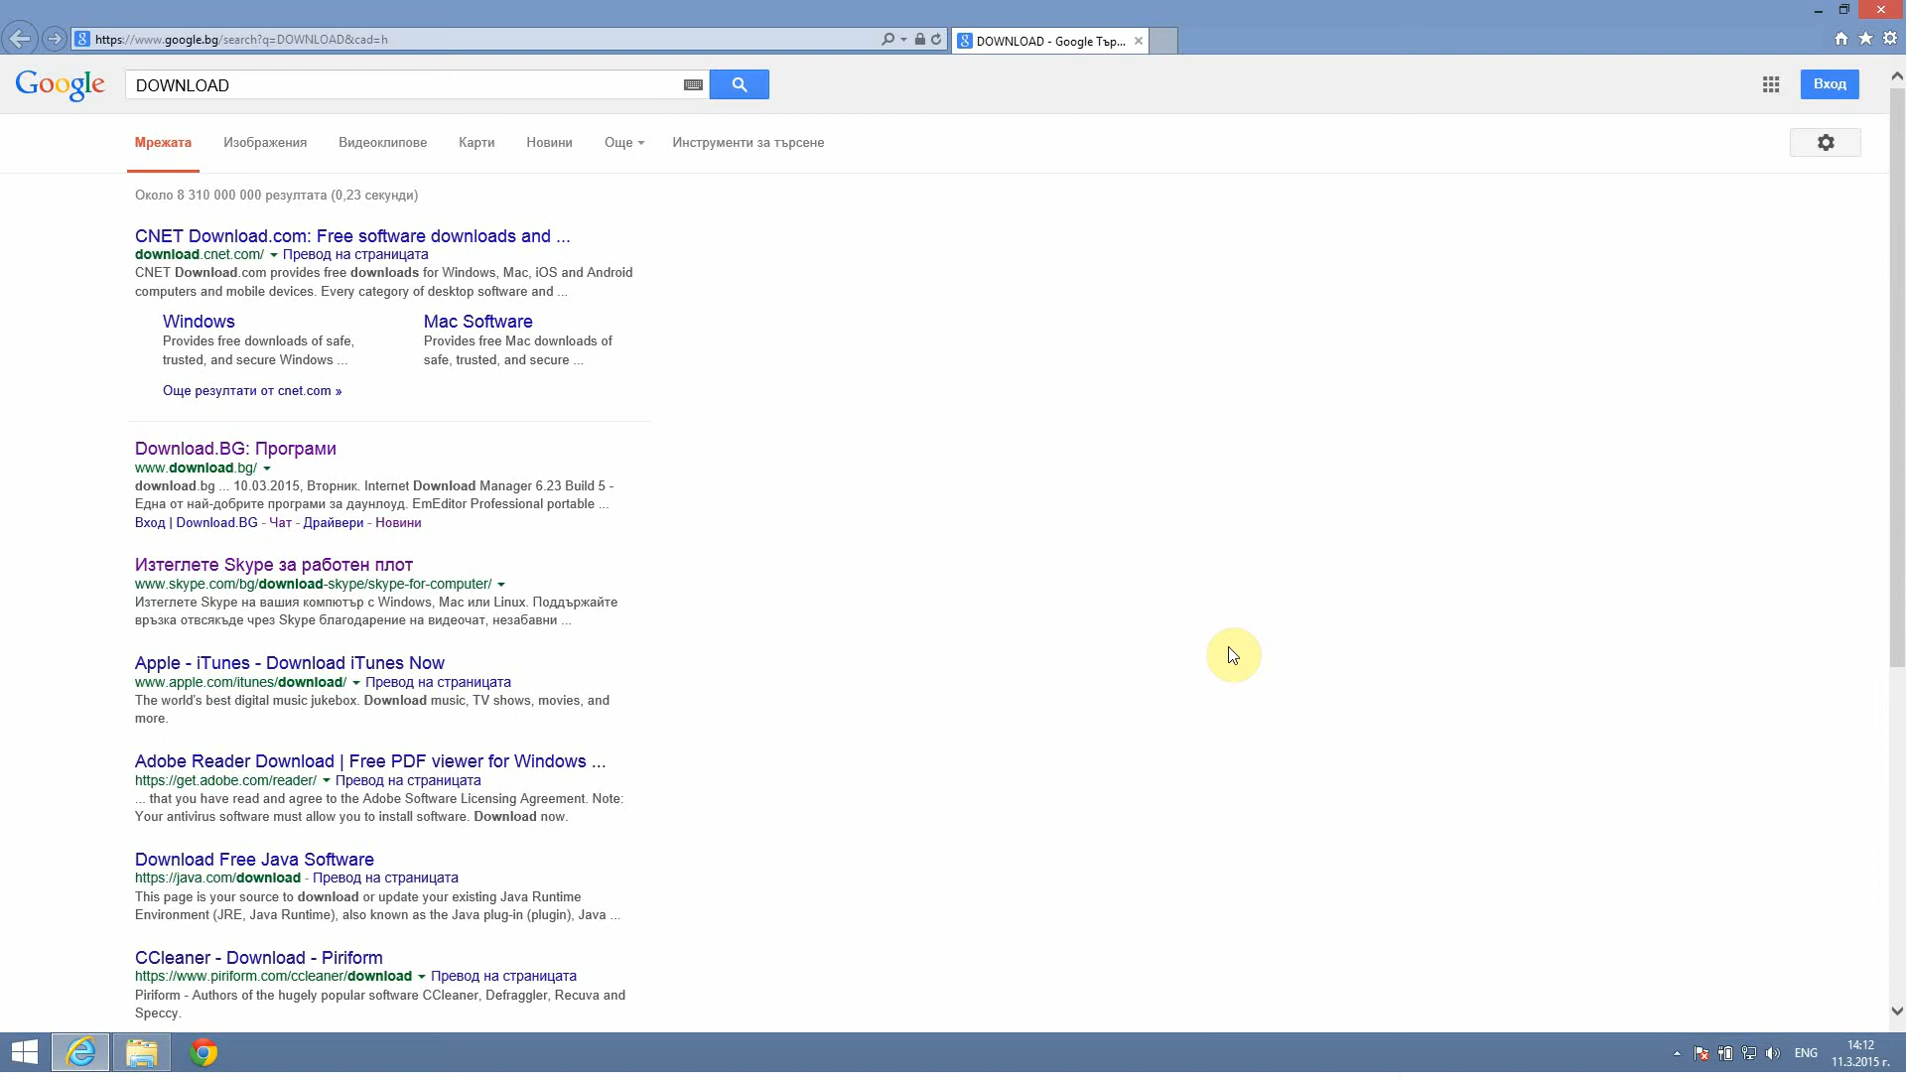 https://www.google.bg/search?q=DOWNLOAD&cad=h
DOWNLOAD - Google Тър...
Google
DOWNLOAD
Вход
Мрежата Изображения Видеоклипове Карти Новини Още Инструменти за търсене
Около 8 310 000 000 резултата (0,23 секунди)
CNET Download.com: Free software downloads and ...
download.cnet.com/ Превод на страницата
CNET Download.com provides free downloads for Windows, Mac, iOS and Android
computers and mobile devices. Every category of desktop software and ...
Windows
Provides free downloads of safe,
trusted, and secure Windows ...
Mac Software
Provides free Mac downloads of
safe, trusted, and secure ...
Още резултати от cnet.com »
Download.BG: Програми
www.download.bg/
download.bg ... 10.03.2015, Вторник. Internet Download Manager 6.23 Build 5 -
Една от най-добрите програми за даунлоуд. EmEditor Professional portable ...
Вход | Download.BG - Чат - Драйвери - Новини
Изтеглете Skype за работен плот
www.skype.com/bg/download-skype/skype-for-computer/
Изтеглете Skype на вашия компютър с Windows, Mac или Linux. Поддържайте
връзка отвсякъде чрез Skype благодарение на видеочат, незабавни ...
Apple - iTunes - Download iTunes Now
www.apple.com/itunes/download/ Превод на страницата
The world's best digital music jukebox. Download music, TV shows, movies, and
more.
Adobe Reader Download | Free PDF viewer for Windows ...
https://get.adobe.com/reader/ Превод на страницата
... that you have read and agree to the Adobe Software Licensing Agreement. Note:
Your antivirus software must allow you to install software. Download now.
Download Free Java Software
https://java.com/download - Превод на страницата
This page is your source to download or update your existing Java Runtime
Environment (JRE, Java Runtime), also known as the Java plug-in (plugin), Java ...
CCleaner - Download - Piriform
https://www.piriform.com/ccleaner/download Превод на страницата
Piriform - Authors of the hugely popular software CCleaner, Defraggler, Recuva and
Speccy.
ENG
14:12
11.3.2015 г.